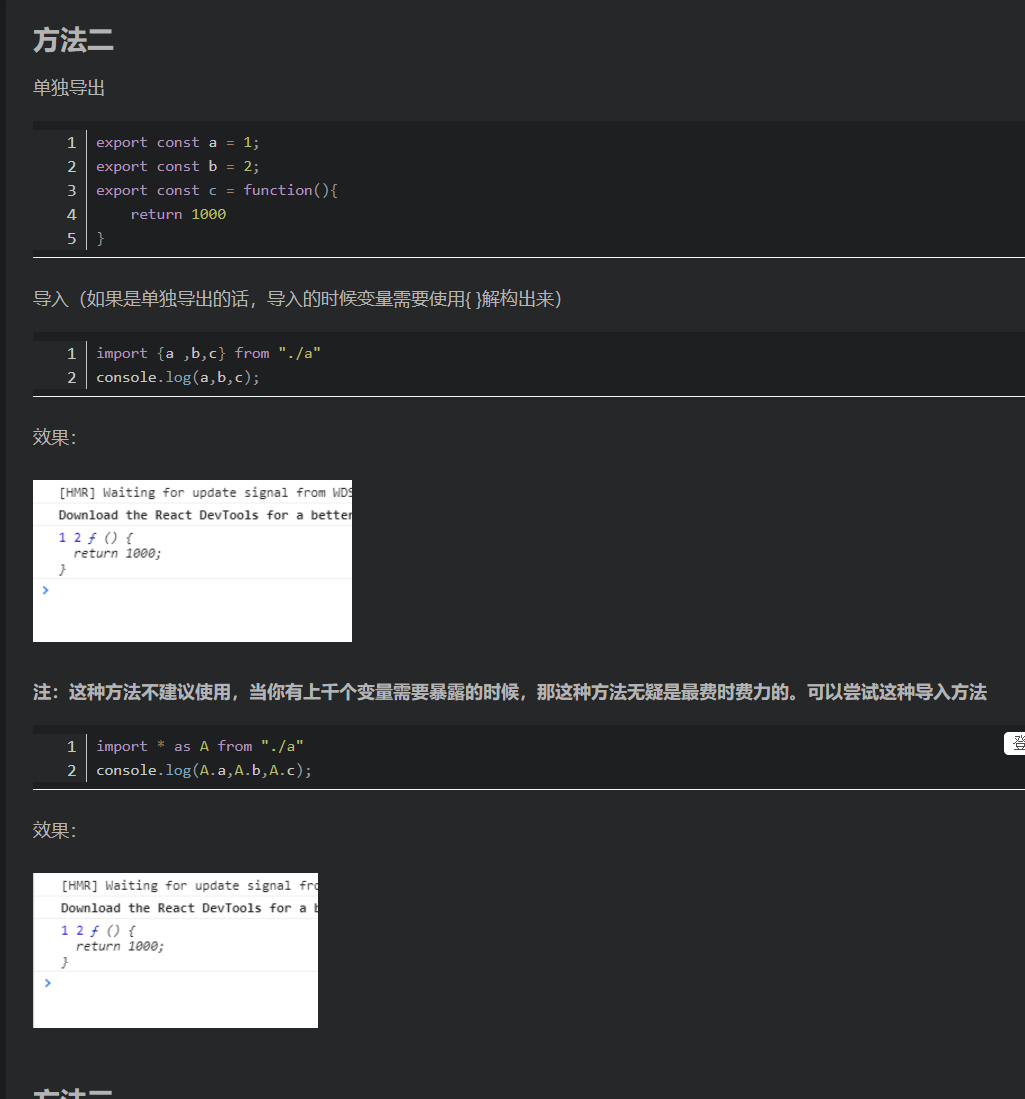 方法二
单独导出
1 export const a = 1;
2 export const b = 2;
3 export const c = function(){
4     return 1000
5 }
导入（如果是单独导出的话，导入的时候变量需要使用{ }解构出来）
1 import {a ,b,c} from "./a"
2 console.log(a,b,c);
效果：
[HMR] Waiting for update signal from WDS
Download the React DevTools for a better
1 2 ƒ () {
  return 1000;
}
>
注：这种方法不建议使用，当你有上千个变量需要暴露的时候，那这种方法无疑是最费时费力的。可以尝试这种导入方法
1 import * as A from "./a"
登
2 console.log(A.a,A.b,A.c);
效果：
[HMR] Waiting for update signal fro
Download the React DevTools for a b
1 2 ƒ () {
  return 1000;
}
>